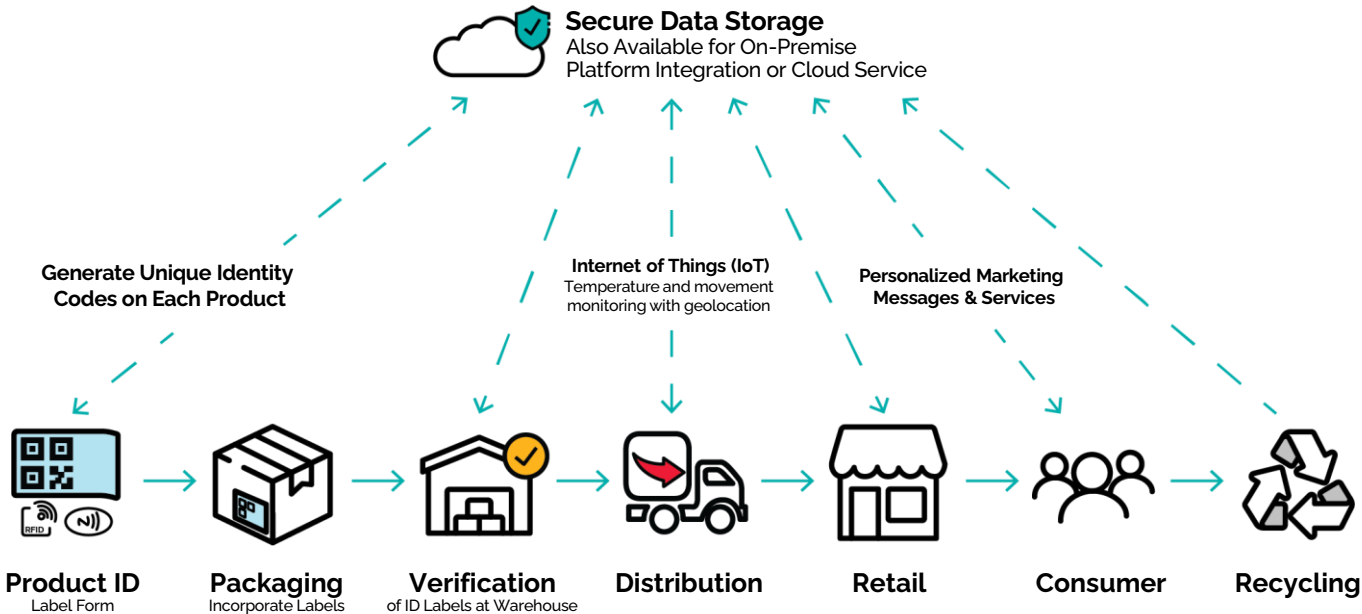 Secure Data Storage
Also Available for On-Premise
Platform Integration or Cloud Service
Generate Unique Identity
Codes on Each Product
Internet of Things (IoT)
Temperature and movement
monitoring with geolocation
Personalized Marketing
Messages & Services
RFID
Product ID
Label Form
Packaging
Incorporate Labels
Verification
of ID Labels at Warehouse
Distribution
Retail
Consumer
Recycling